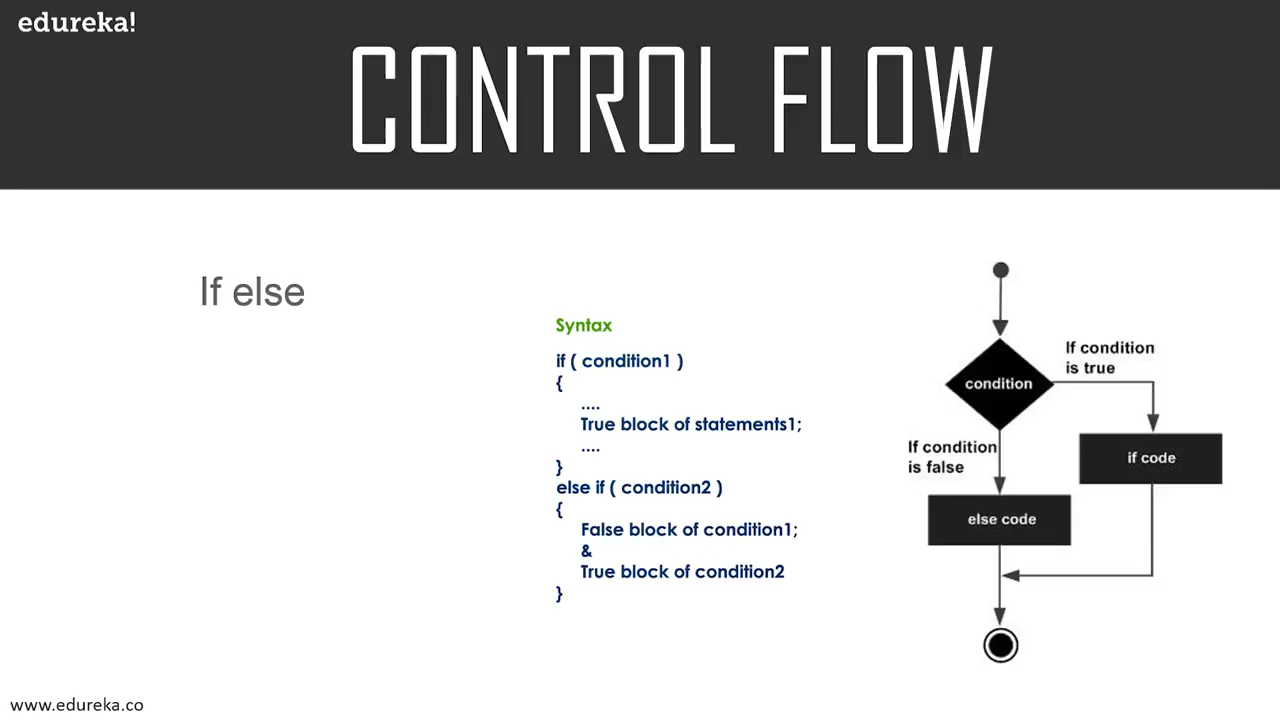 edureka!
CONTROL FLOW
If else
Syntax
if ( condition1 )
{
....
True block of statements1;
....
}
else if ( condition2 )
{
False block of condition1;
&
True block of condition2
}
condition
If condition
is true
if code
If condition
is false
else code
www.edureka.co